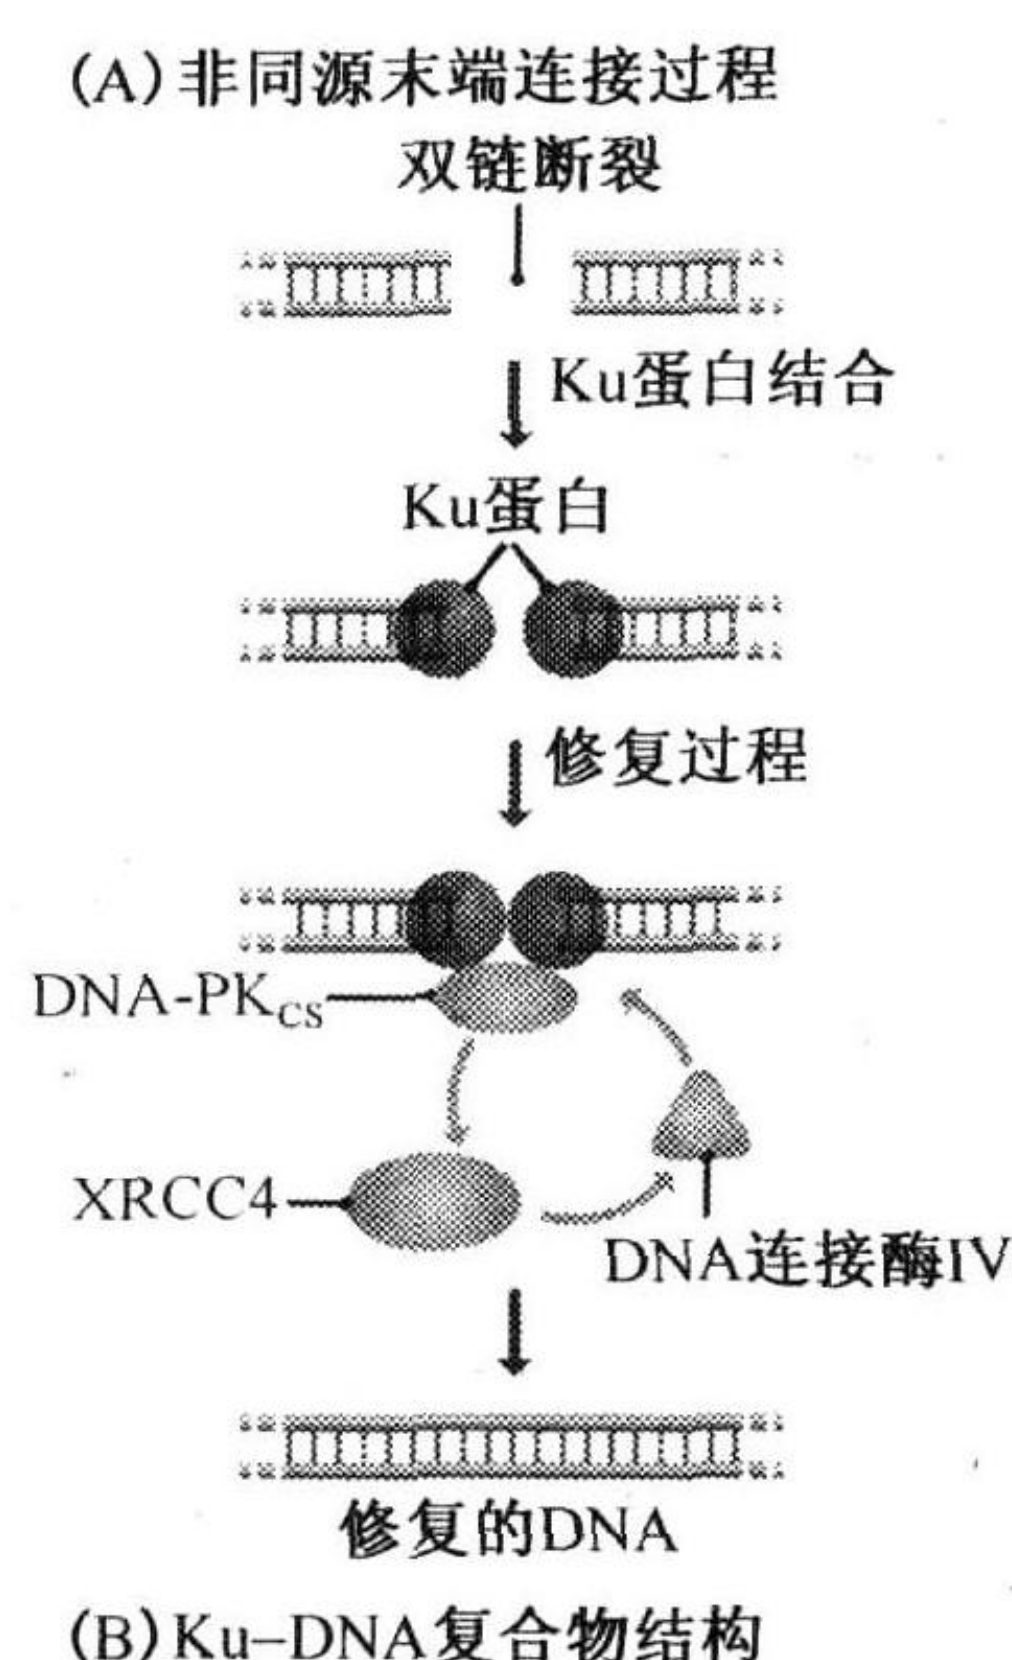 (A)非同源末端连接过程
双链断裂
Ku蛋白结合
Ku蛋白
修复过程
DNA-PKCS
XRCC4
DNA连接酶IV
修复的DNA
(B)Ku–DNA复合物结构